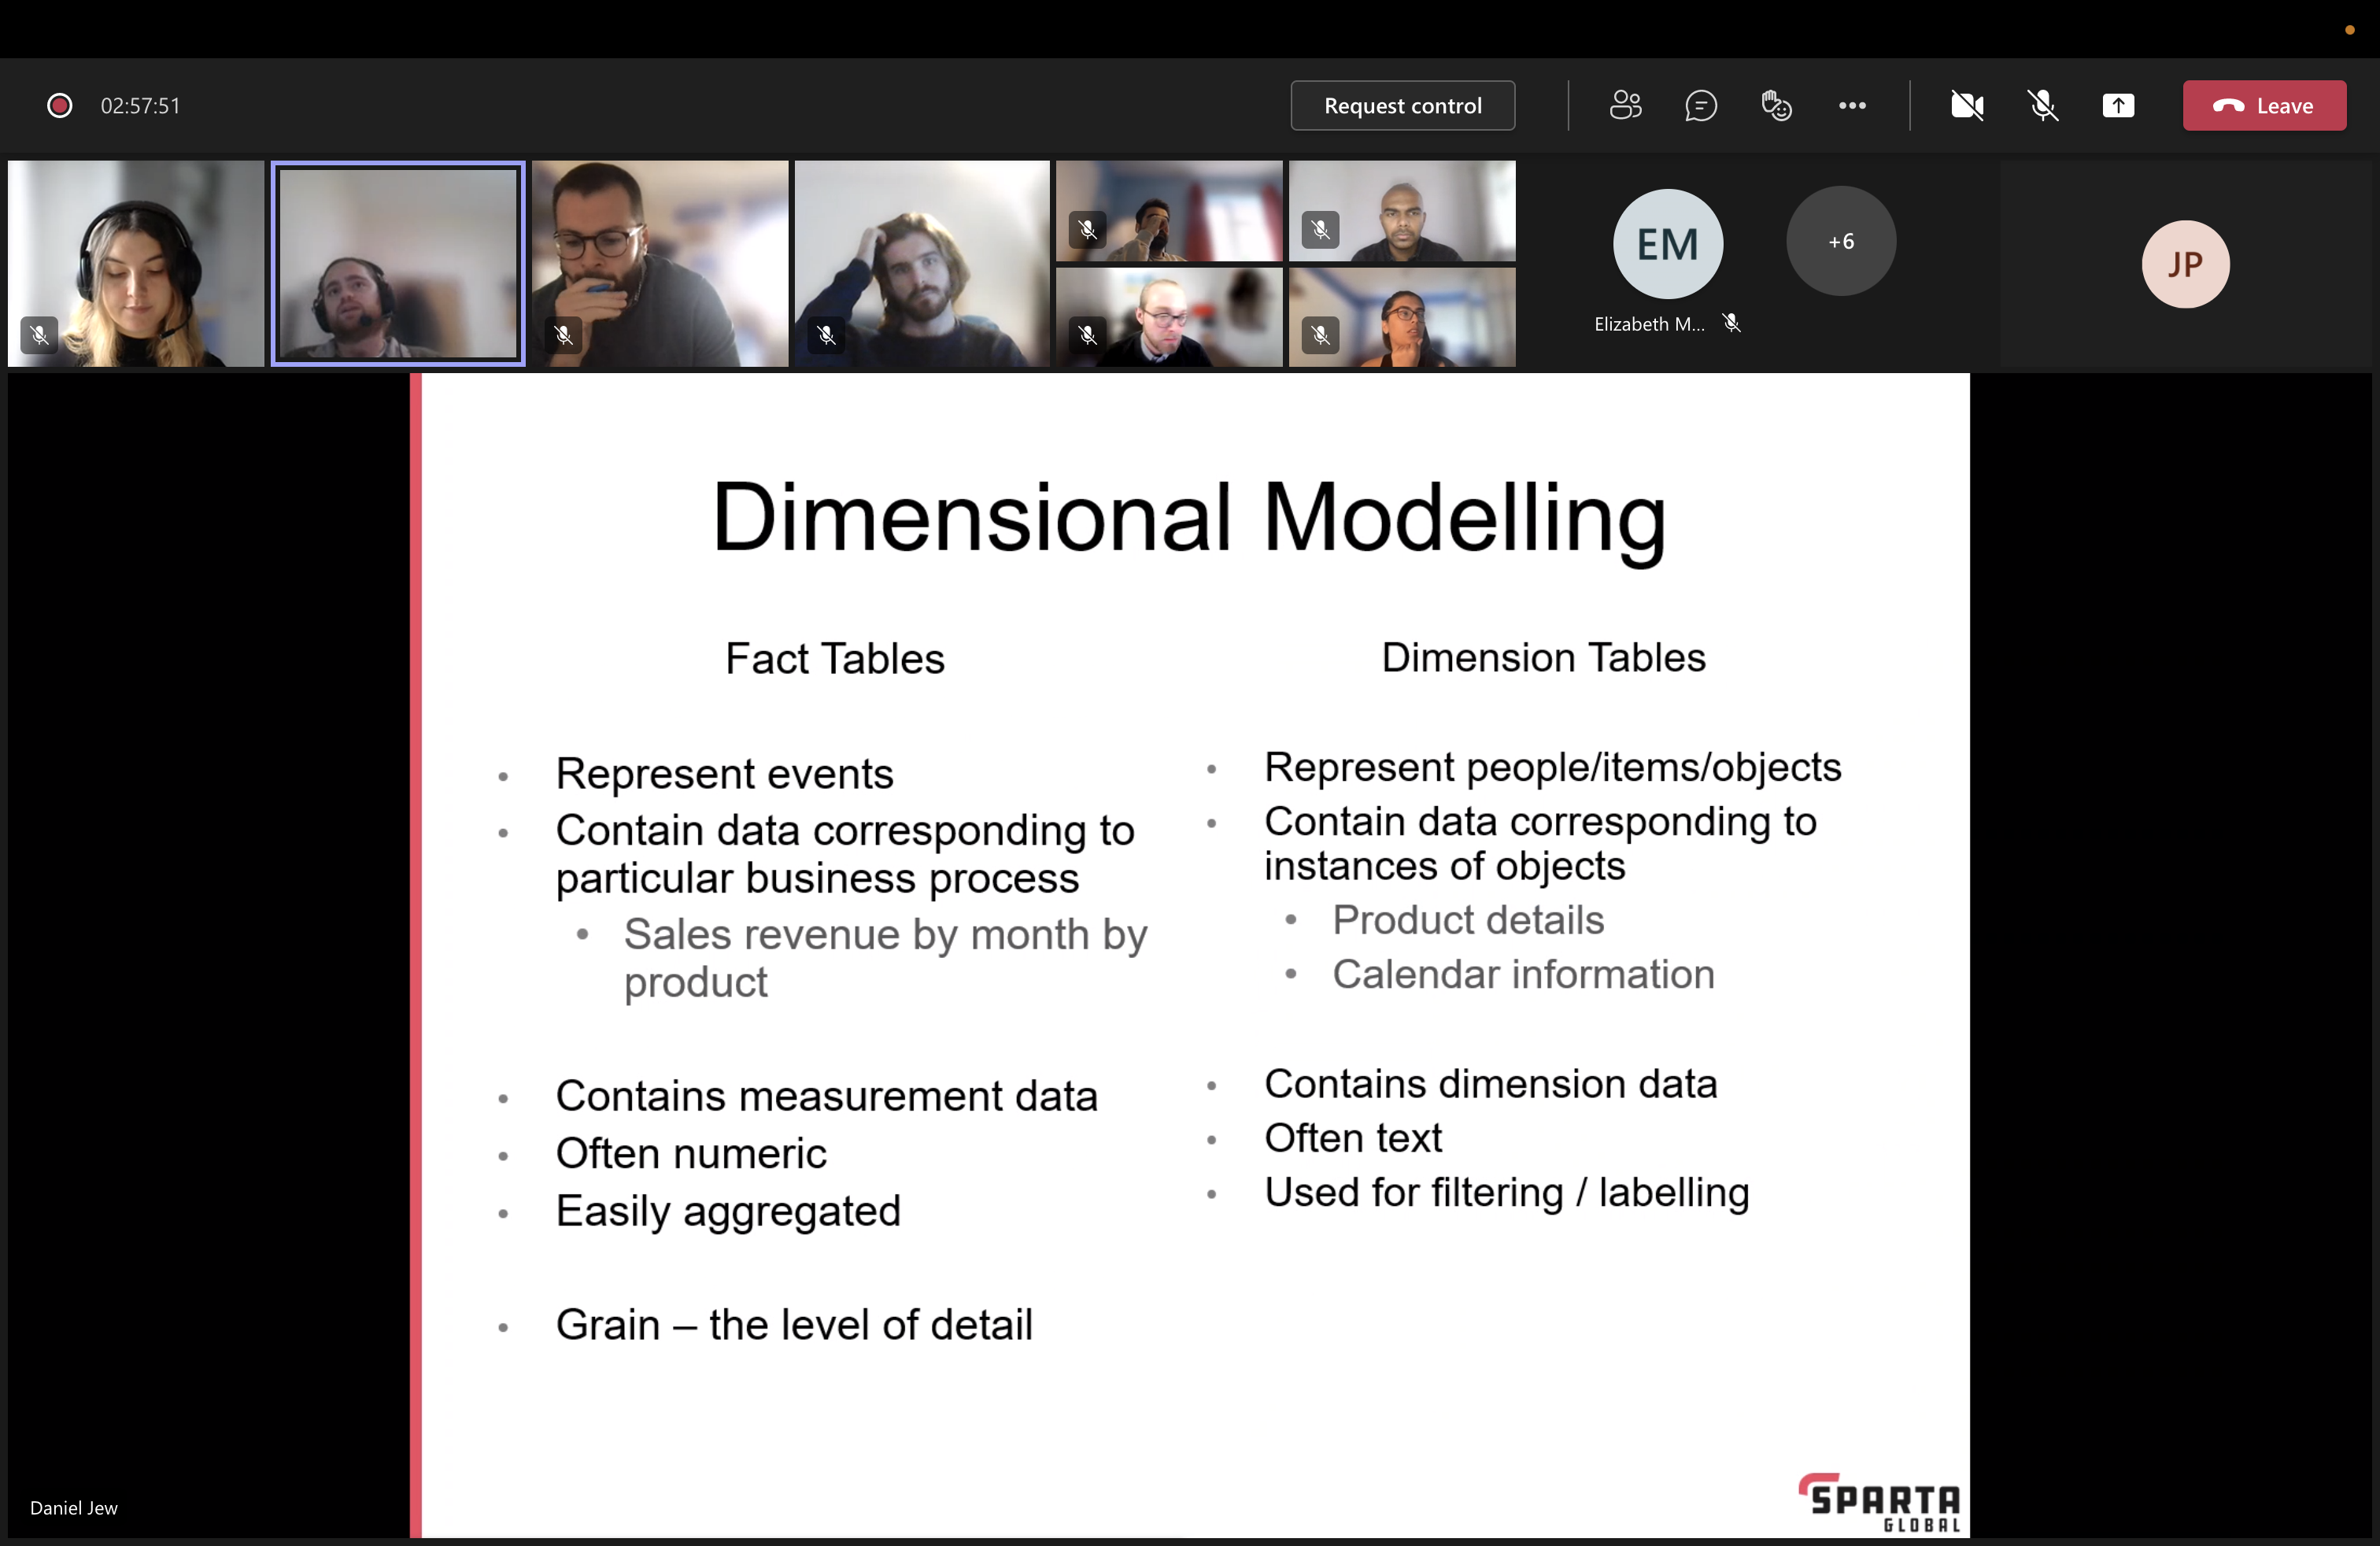 02:57:51
Request control
Leave
EM
+6
JP
Elizabeth M...
Dimensional Modelling
Fact Tables
• Represent events
• Contain data corresponding to
particular business process
• Sales revenue by month by
product
• Contains measurement data
• Often numeric
• Easily aggregated
• Grain – the level of detail
Dimension Tables
• Represent people/items/objects
• Contain data corresponding to
instances of objects
• Product details
• Calendar information
• Contains dimension data
• Often text
• Used for filtering / labelling
Daniel Jew
SPARTA
GLOBAL